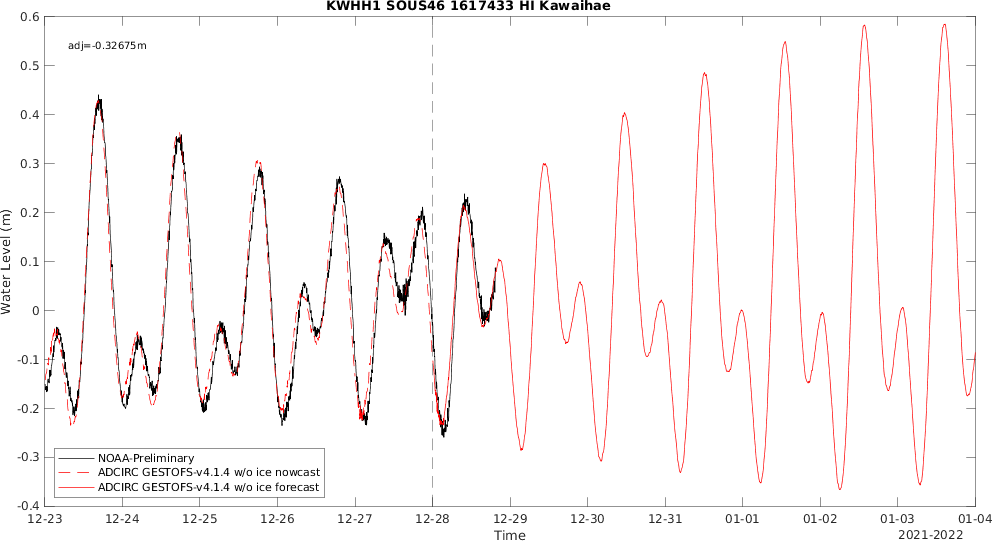 KWHH1 SOUS46 1617433 HI Kawaihae
adj=-0.32675m
0.6
0.5
0.4
0.3
0.2
0.1
0
-0.1
-0.2
-0.3
-0.4
Water Level (m)
NOAA-Preliminary
ADCIRC GESTOFS-v4.1.4 w/o ice nowcast
ADCIRC GESTOFS-v4.1.4 w/o ice forecast
12-23 12-24 12-25 12-26 12-27 12-28 12-29 12-30 12-31 01-01 01-02 01-03 01-04
Time
2021-2022